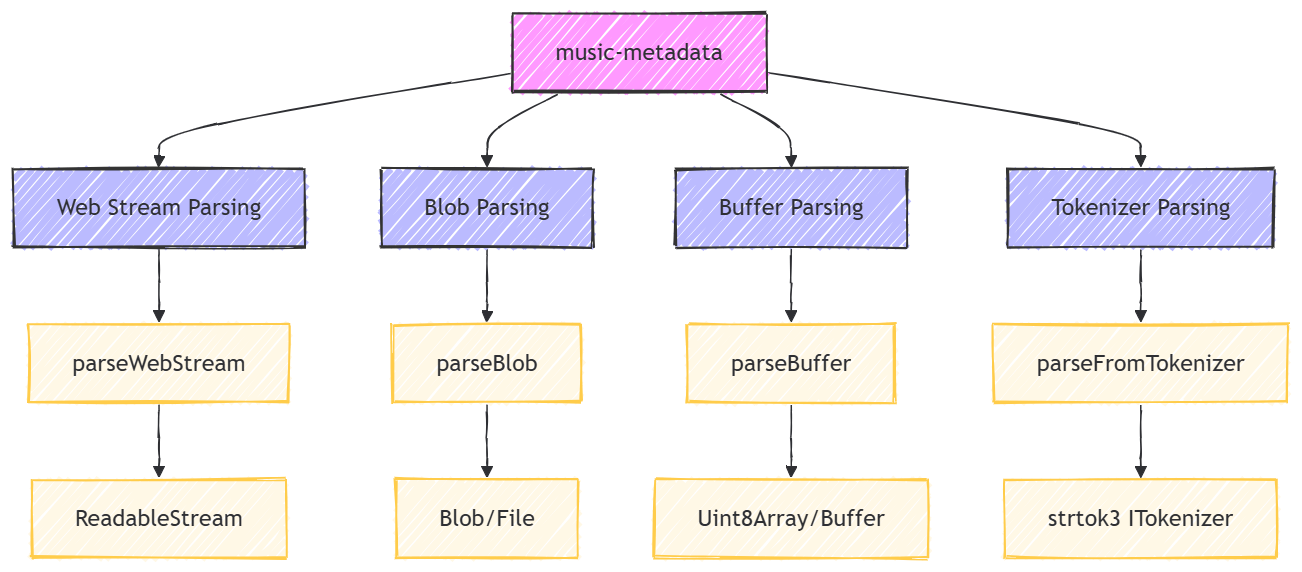 music-metadata
Web Stream Parsing
Blob Parsing
Buffer Parsing
Tokenizer Parsing
parseWebStream
parseBlob
parseBuffer
parseFromTokenizer
ReadableStream
Blob/File
Uint8Array/Buffer
strtok3 ITokenizer